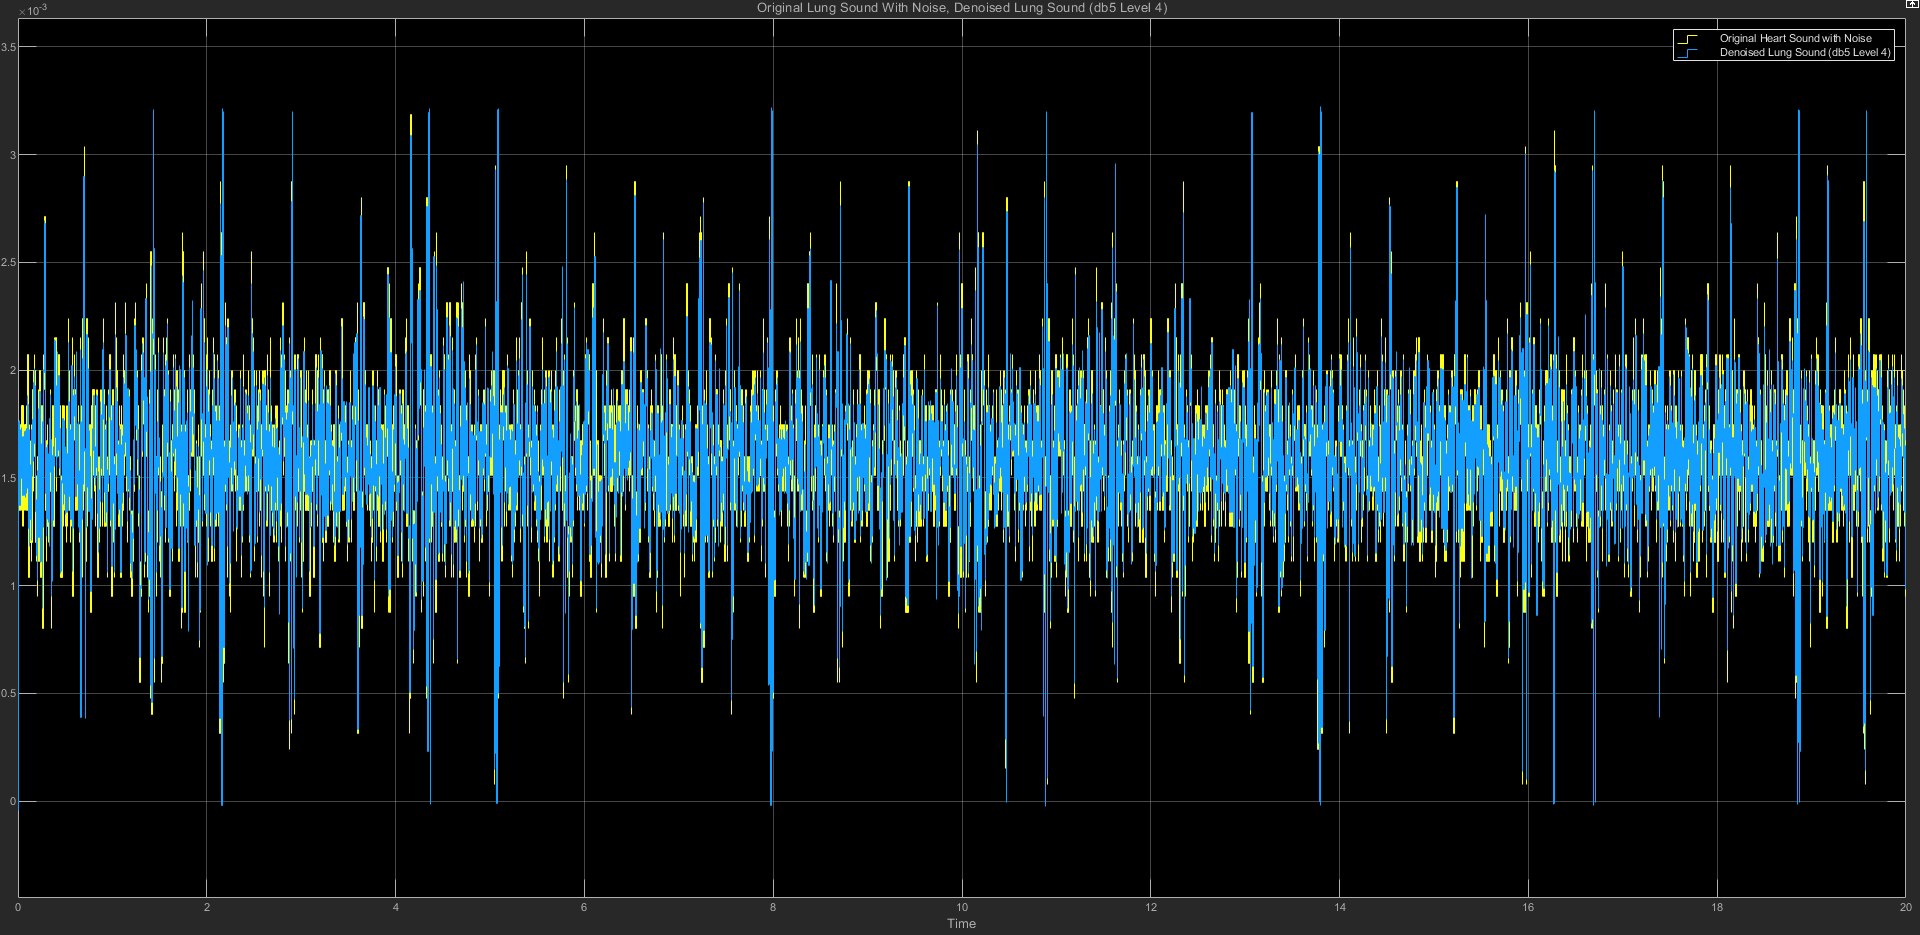 Original Lung Sound With Noise, Denoised Lung Sound (db5 Level 4)
×10⁻³
Original Heart Sound with Noise
Denoised Lung Sound (db5 Level 4)
3.5
3
2.5
2
1.5
1
0.5
0
0 2 4 6 8 10 12 14 16 18 20
Time